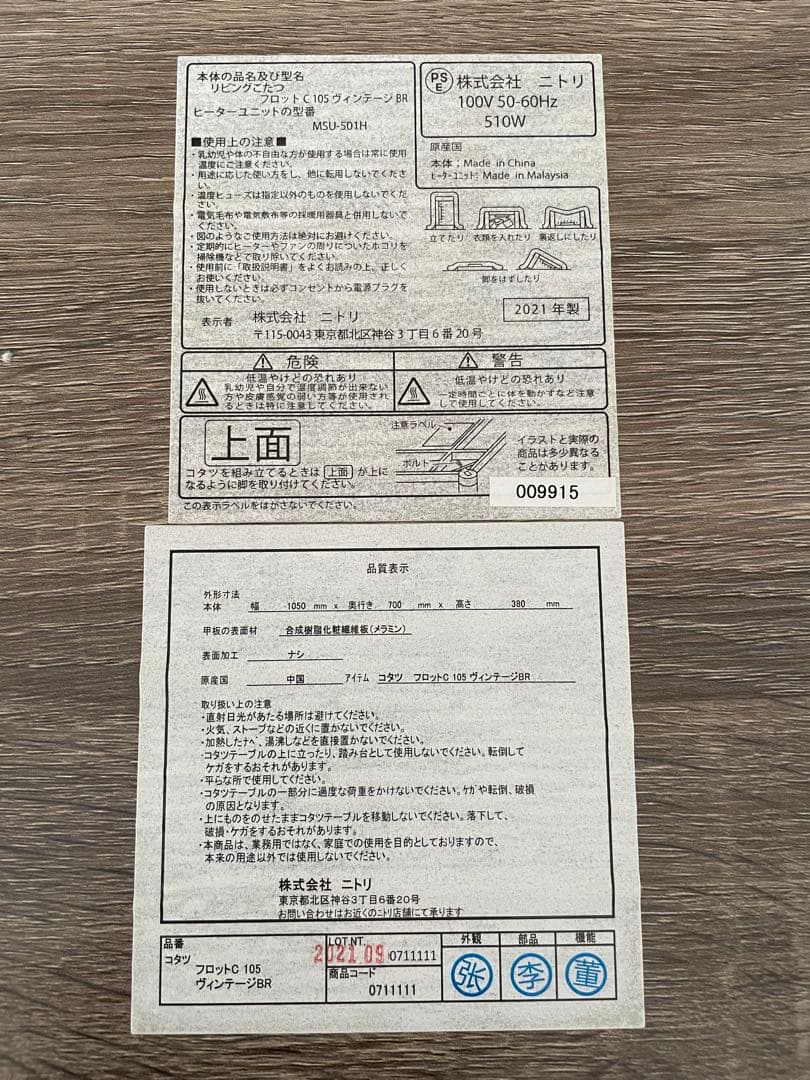 本体の品名及び型名
リビングこたつ
フロットC 105 ヴィンテージ BR
ヒーターユニットの型番
MSU-501H
■使用上の注意■
・乳幼児や体の不自由な方が使用する場合は常に使用
温度にご注意ください。
・用途に応じた使い方をし、他に転用しないでくださ
い。
・温度ヒューズは指定以外のものを使用しないでくだ
さい。
・電気毛布や電気敷布等の採暖用器具と併用しないで
ください。
・図のようなご使用方法は絶対にお避けください。
・定期的にヒーターやファンの周りについたホコリを
掃除機などで取り除いてください。
・使用前に「取扱説明書」をよくお読みの上、正しく
お使いください。
・使用しないときは必ずコンセントから電源プラグを
抜いてください。
表示者 株式会社 ニトリ
〒115-0043 東京都北区神谷3丁目6番20号
PSE 株式会社 ニトリ
100V 50-60Hz
510W
原産国
本体：Made in China
ヒーターユニット：Made in Malaysia
立てたり 衣類を入れたり 裏返しにしたり
脚をはずしたり
2021年製
危険
低温やけどの恐れあり
乳幼児や自分で温度調節が出来ない
方や皮膚感覚の弱い方等が使用され
るときは特に注意してください。
警告
低温やけどの恐れあり
一定時間ごとに体を動かすなど注意
して使用してください。
上面
コタツを組み立てるときは 上面 が上に
なるように脚を取り付けてください。
注意ラベル
ボルト
イラストと実際の
商品は多少異なる
ことがあります。
009915
この表示ラベルをはがさないでください。
品質表示
外形寸法
本体 幅 1050 mm x 奥行き 700 mm x 高さ 380 mm
甲板の表面材 合成樹脂化粧繊維板(メラミン)
表面加工 ナシ
原産国 中国 アイテム コタツ フロットC 105 ヴィンテージBR
取り扱い上の注意
・直射日光があたる場所は避けてください。
・火気、ストーブなどの近くに置かないでください。
・加熱したナベ、湯沸しなどを直接置かないでください。
・コタツテーブルの上に立ったり、踏み台として使用しないでください。転倒して
ケガをするおそれがあります。
・平らな所で使用してください。
・コタツテーブルの一部分に過度な荷重をかけないでください。ケガや転倒、破損
の原因となります。
・上にものをのせたままコタツテーブルを移動しないでください。落下して、
破損・ケガをするおそれがあります。
・本商品は、業務用ではなく、家庭での使用を目的としておりますので、
本来の用途以外では使用しないでください。
株式会社 ニトリ
東京都北区神谷3丁目6番20号
お問い合わせはお近くのニトリ店舗にて承ります
品番
コタツ
フロットC 105
ヴィンテージBR
LOT.NT.
2021 09 0711111
商品コード
0711111
外観 部品 機能
张 李 董